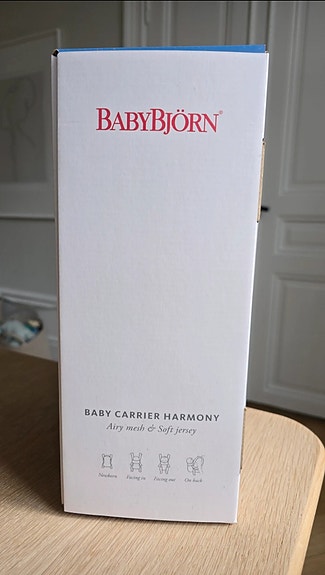 BABYBJÖRN®
BABY CARRIER HARMONY
Airy mesh & Soft jersey
Newborn Facing in Facing out On back